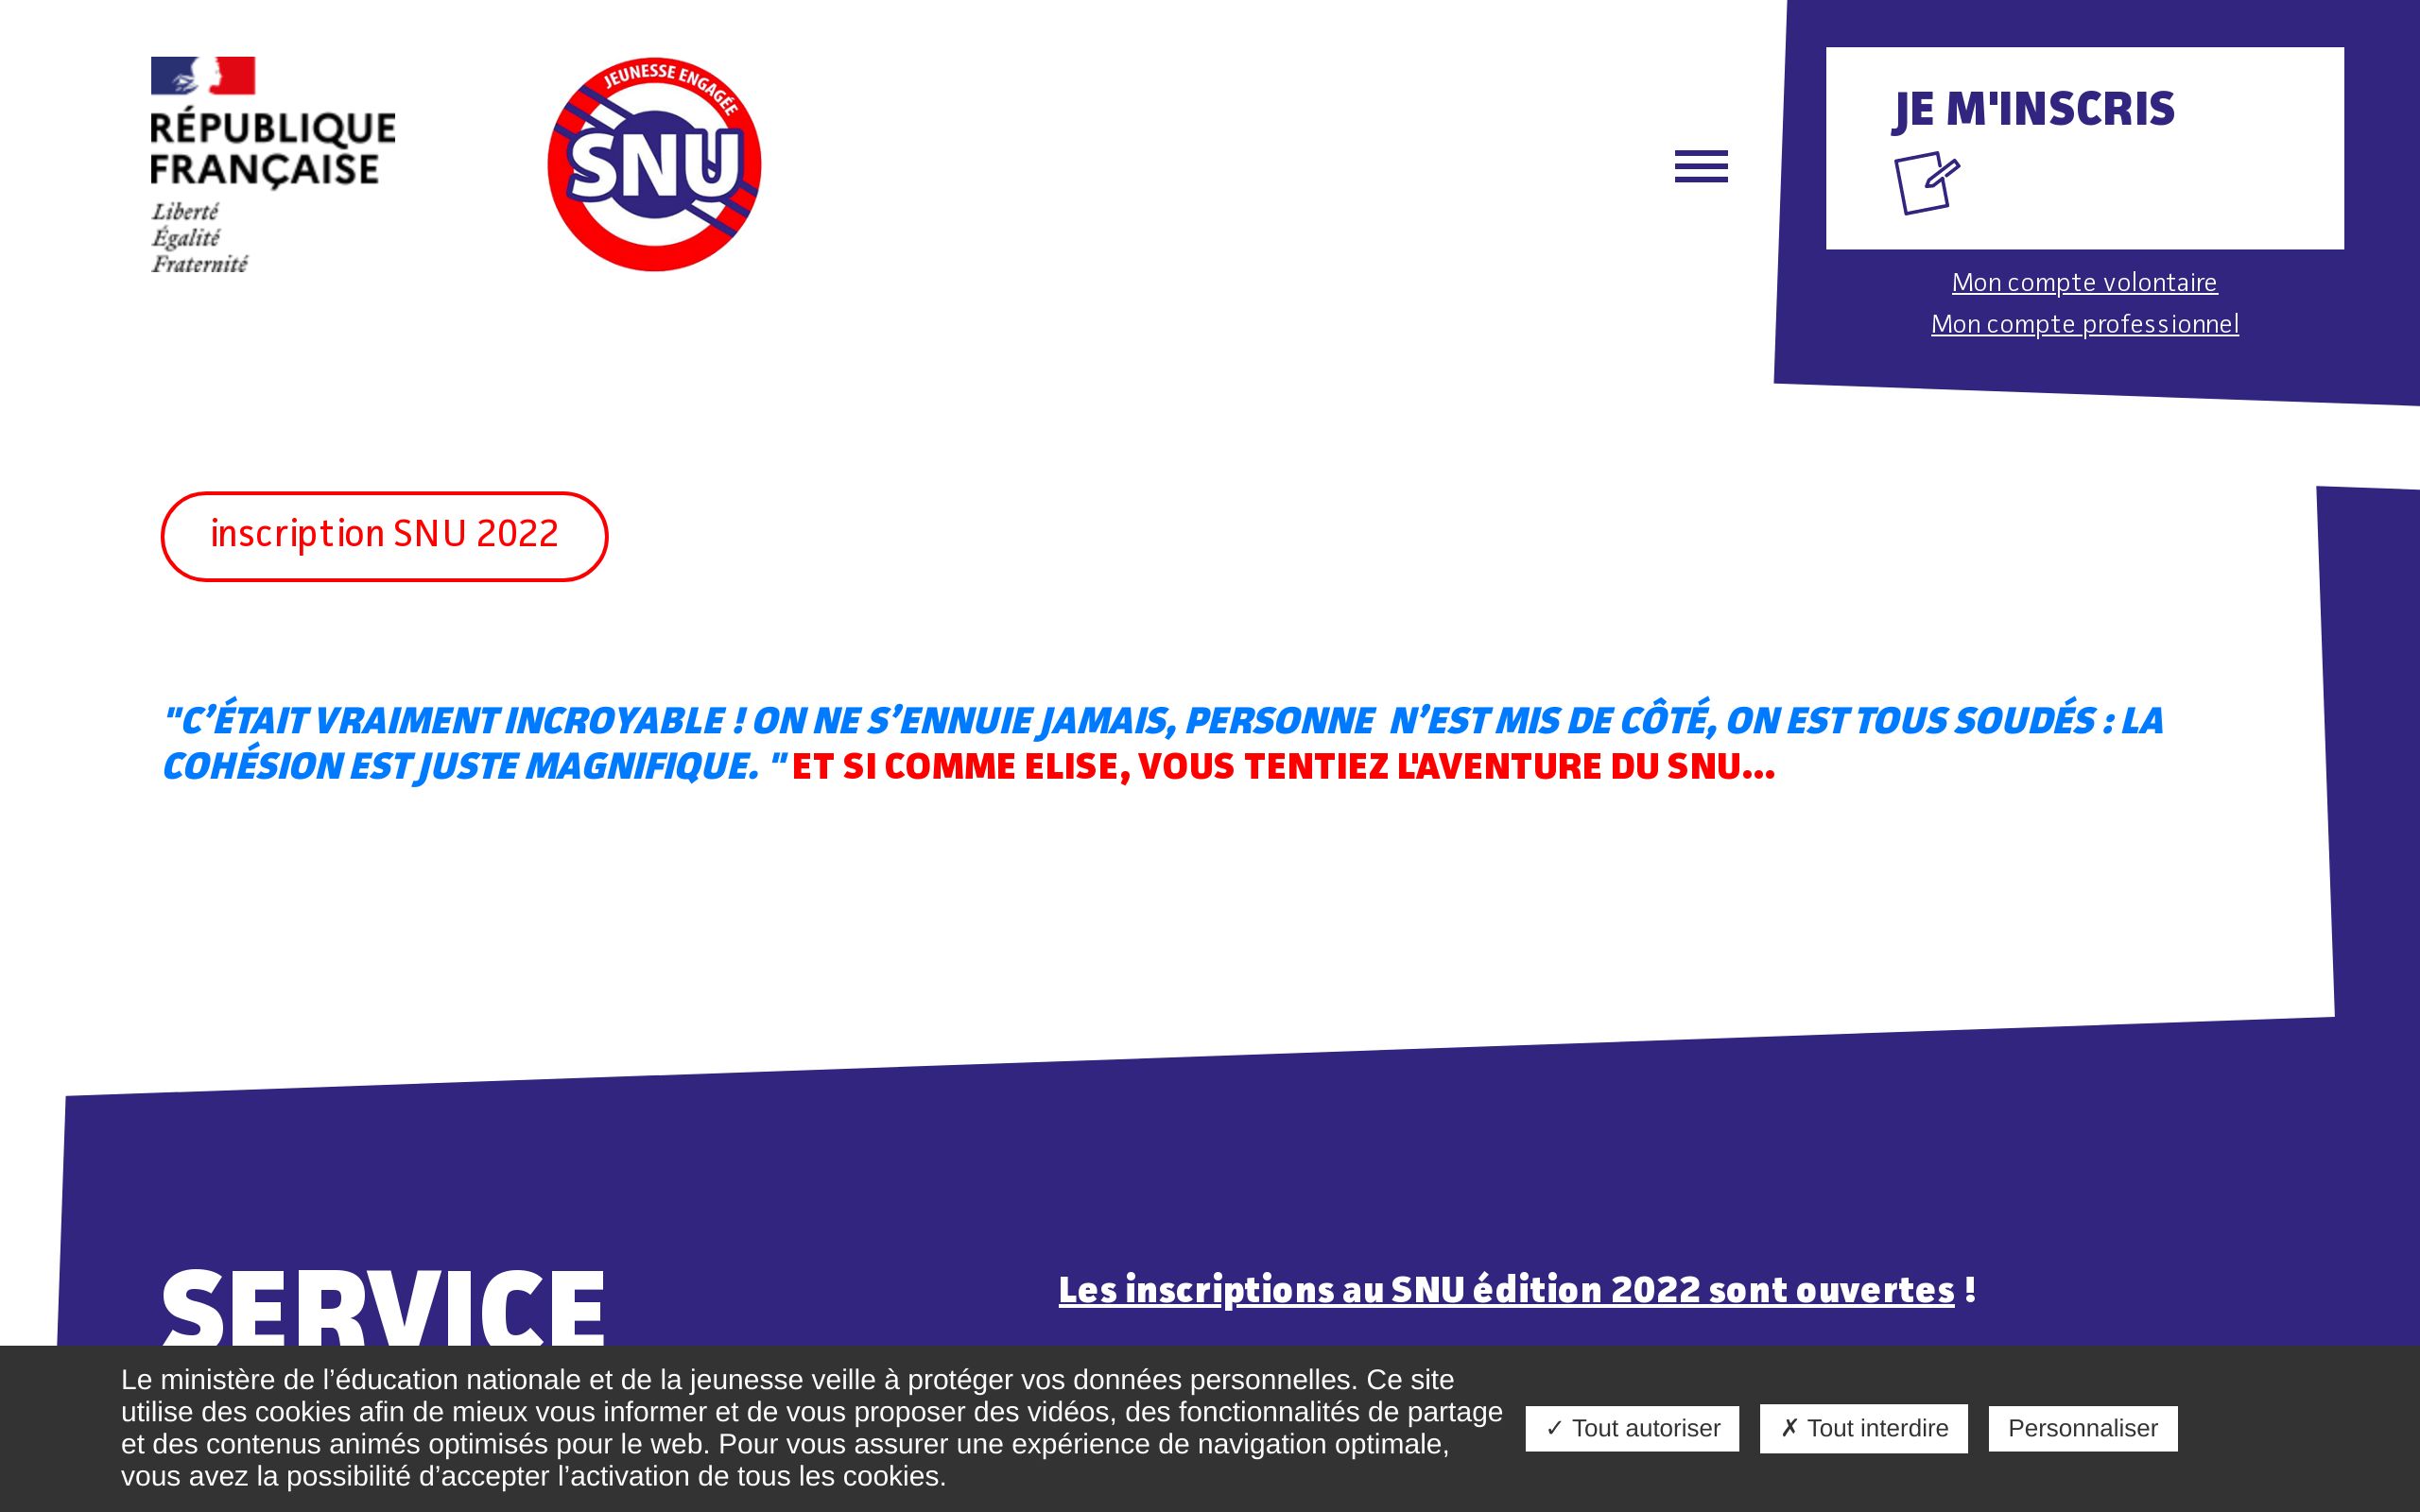 RÉPUBLIQUE
FRANÇAISE
Liberté
Égalité
Fraternité
JEUNESSE ENGAGÉE
SNU
JE M'INSCRIS
Mon compte volontaire
Mon compte professionnel
inscription SNU 2022
"C’ÉTAIT VRAIMENT INCROYABLE ! ON NE S’ENNUIE JAMAIS, PERSONNE N’EST MIS DE CÔTÉ, ON EST TOUS SOUDÉS : LA
COHÉSION EST JUSTE MAGNIFIQUE. " ET SI COMME ELISE, VOUS TENTIEZ L'AVENTURE DU SNU...
SERVICE
Les inscriptions au SNU édition 2022 sont ouvertes !
Le ministère de l’éducation nationale et de la jeunesse veille à protéger vos données personnelles. Ce site
utilise des cookies afin de mieux vous informer et de vous proposer des vidéos, des fonctionnalités de partage
et des contenus animés optimisés pour le web. Pour vous assurer une expérience de navigation optimale,
vous avez la possibilité d’accepter l’activation de tous les cookies.
✓ Tout autoriser
✗ Tout interdire
Personnaliser